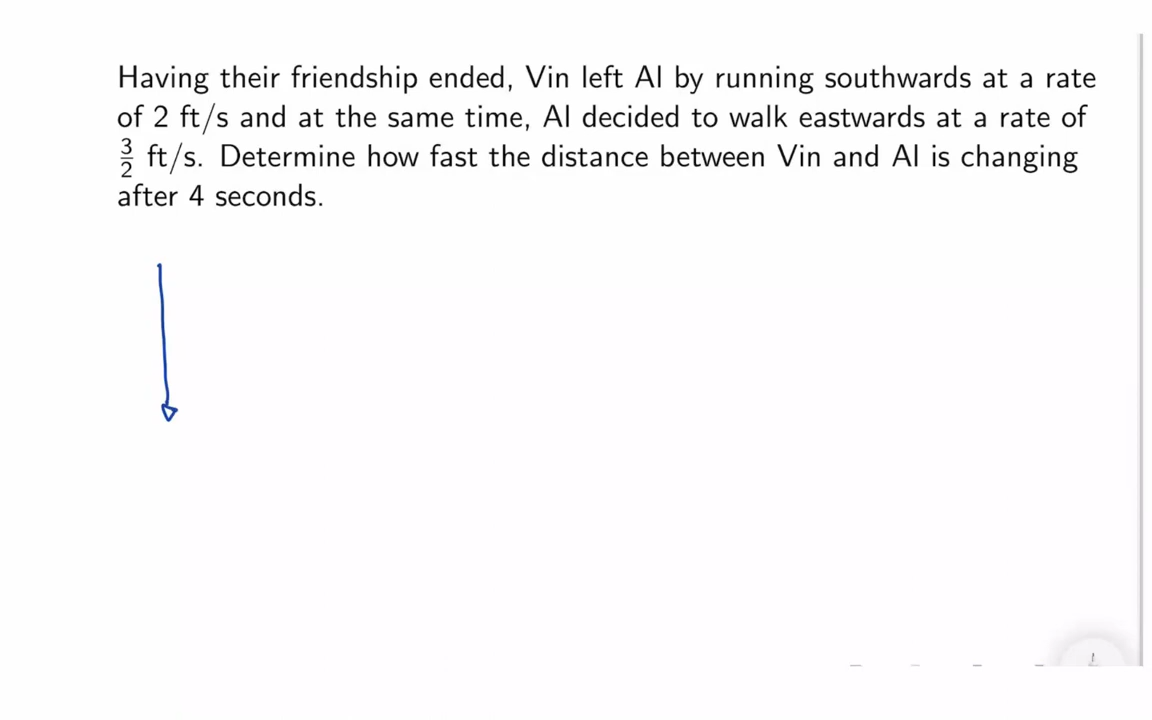 Having their friendship ended, Vin left Al by running southwards at a rate
of 2 ft/s and at the same time, Al decided to walk eastwards at a rate of
3/2 ft/s. Determine how fast the distance between Vin and Al is changing
after 4 seconds.